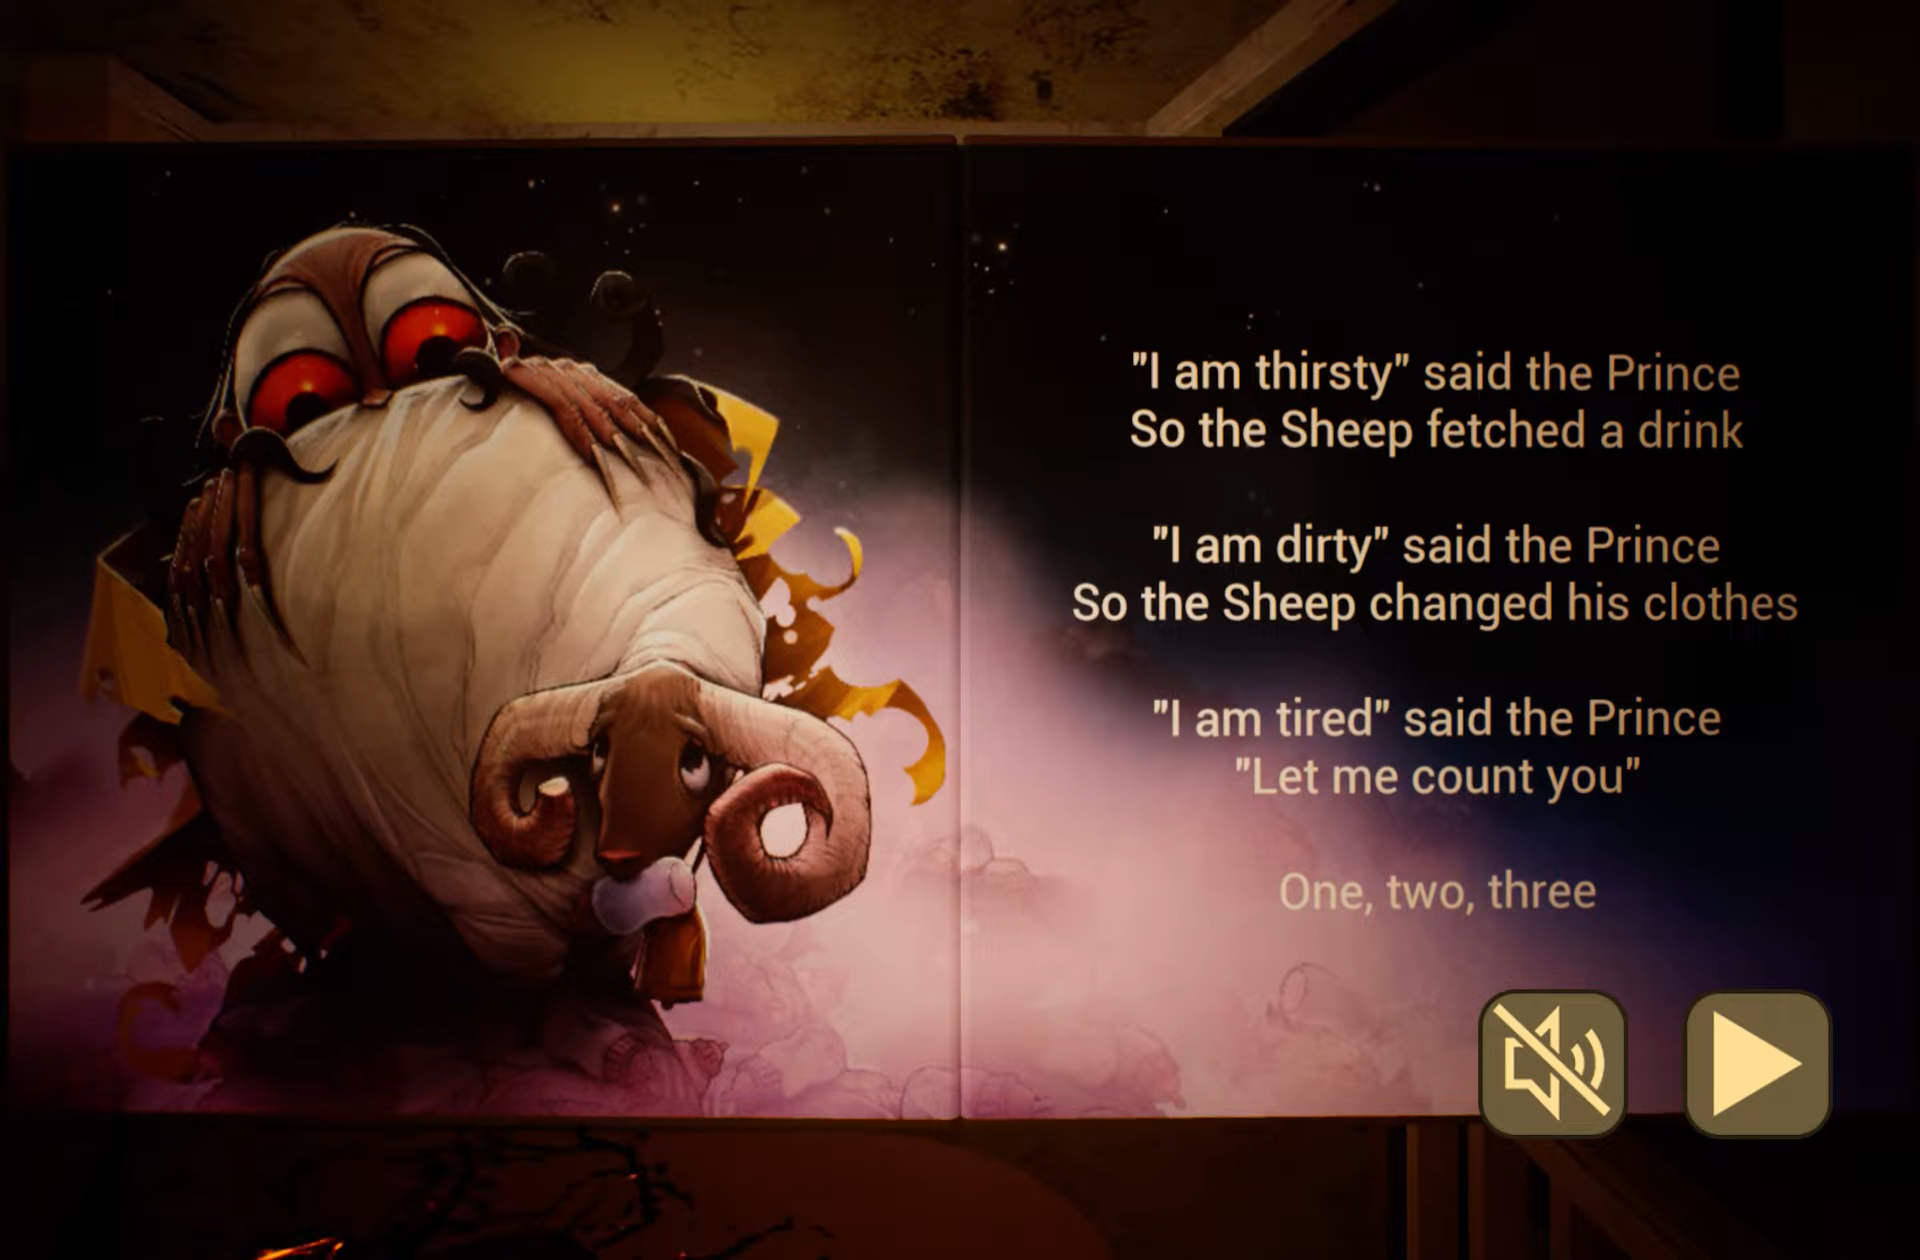 "I am thirsty" said the Prince
So the Sheep fetched a drink
"I am dirty" said the Prince
So the Sheep changed his clothes
"I am tired" said the Prince
"Let me count you"
One, two, three